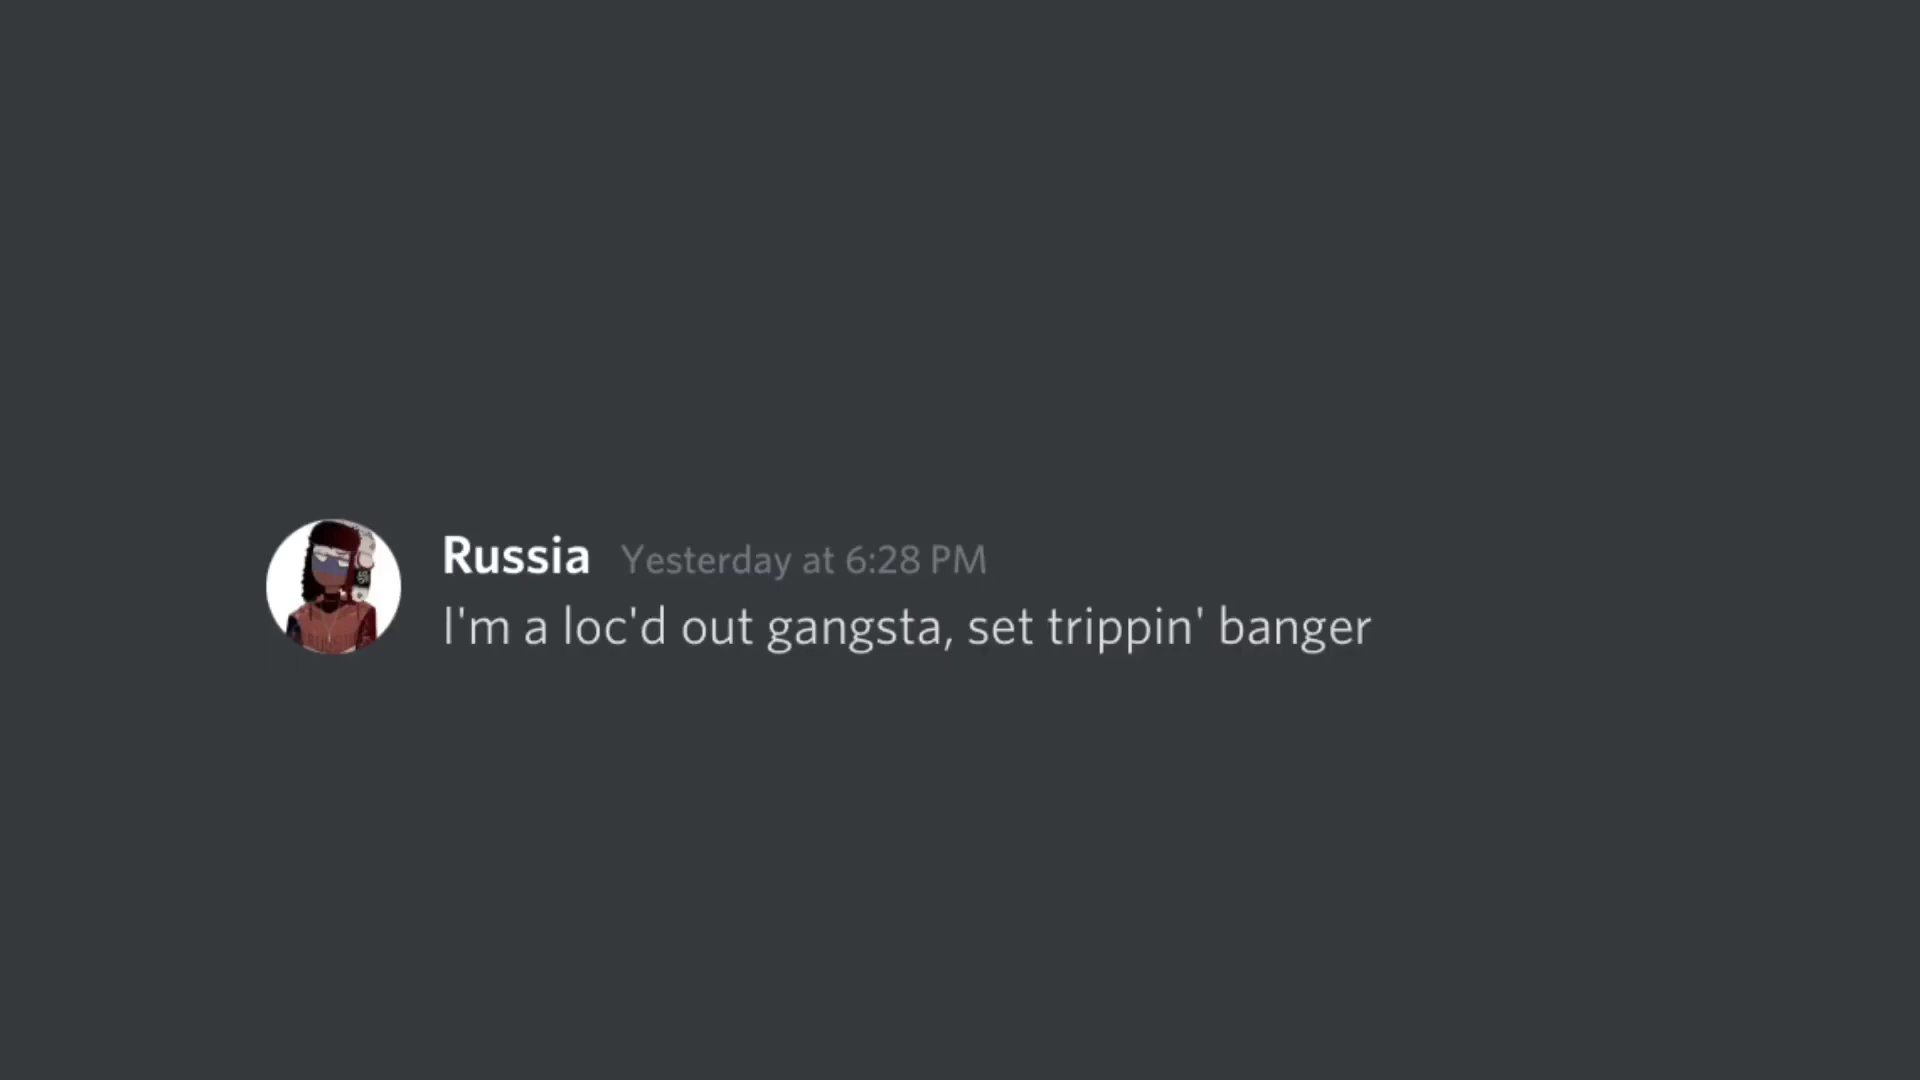 Russia Yesterday at 6:28 PM
I'm a loc'd out gangsta, set trippin' banger